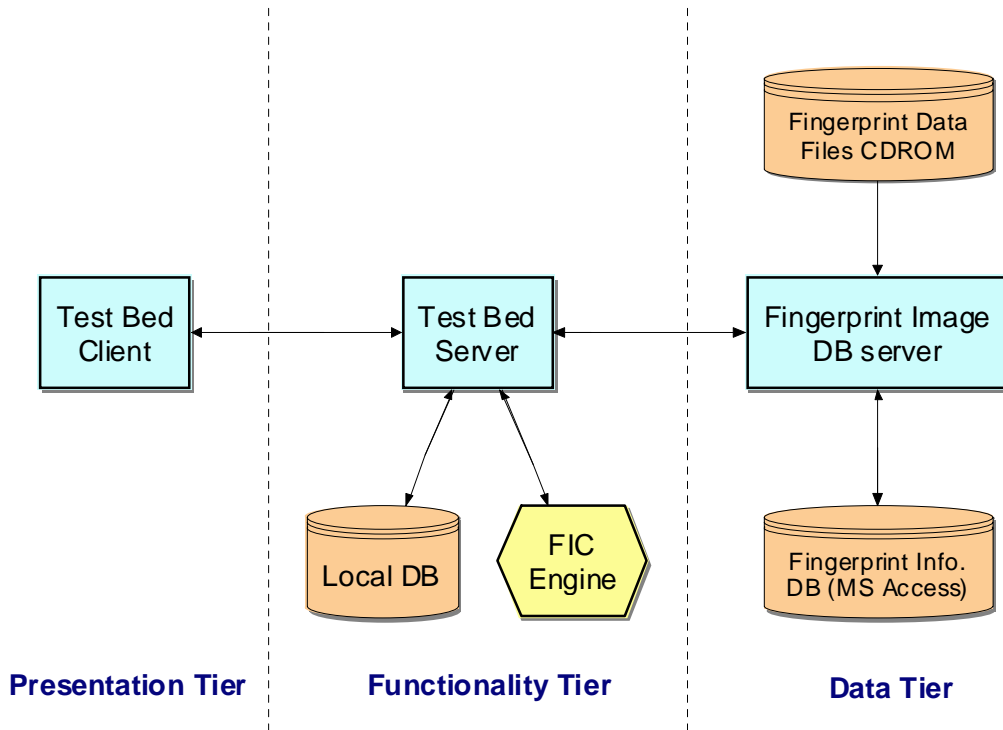 Fingerprint Data
Files CDROM
Test Bed
Client
Test Bed
Server
Fingerprint Image
DB server
Local DB
FIC
Engine
Fingerprint Info.
DB (MS Access)
Presentation Tier
Functionality Tier
Data Tier